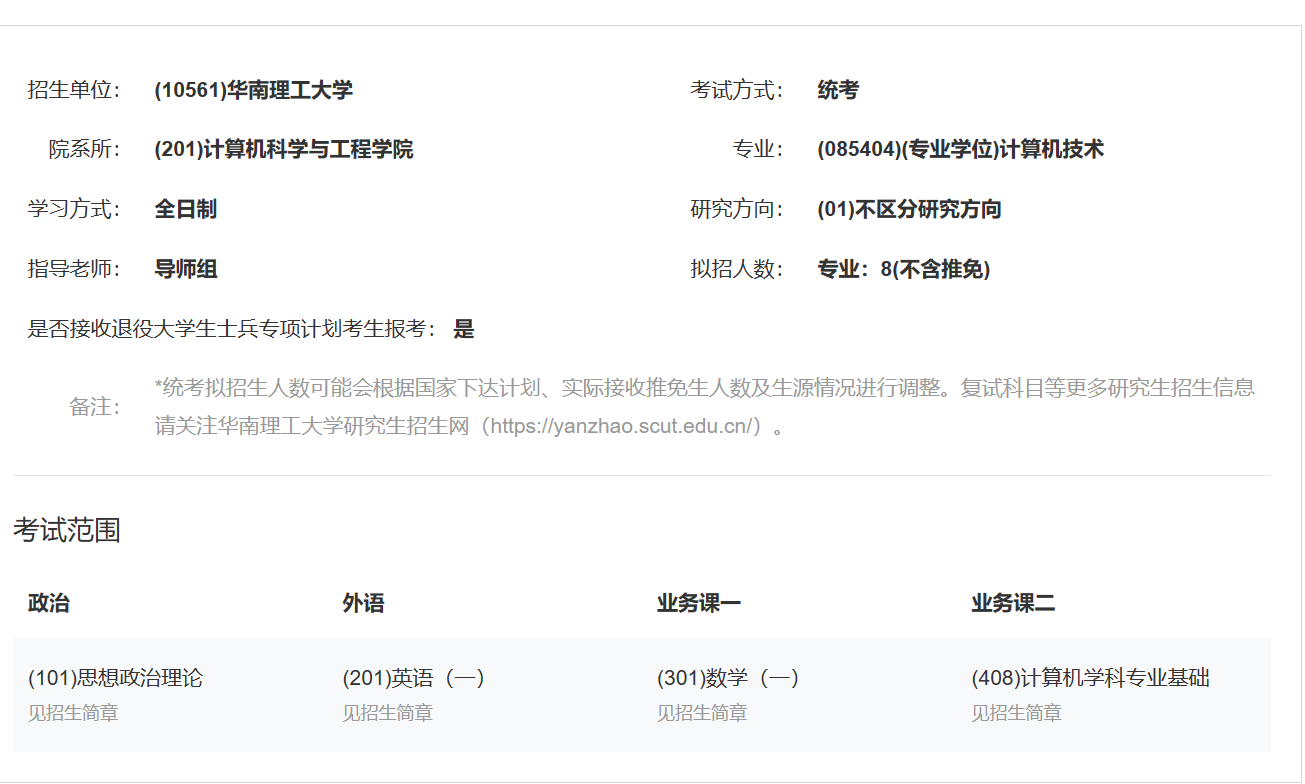 招生单位： (10561)华南理工大学 考试方式： 统考
院系所： (201)计算机科学与工程学院 专业： (085404)(专业学位)计算机技术
学习方式： 全日制 研究方向： (01)不区分研究方向
指导老师： 导师组 拟招人数： 专业：8(不含推免)
是否接收退役大学生士兵专项计划考生报考： 是
备注： *统考拟招生人数可能会根据国家下达计划、实际接收推免生人数及生源情况进行调整。复试科目等更多研究生招生信息
请关注华南理工大学研究生招生网（https://yanzhao.scut.edu.cn/）。
考试范围
政治 外语 业务课一 业务课二
(101)思想政治理论 (201)英语（一） (301)数学（一） (408)计算机学科专业基础
见招生简章 见招生简章 见招生简章 见招生简章